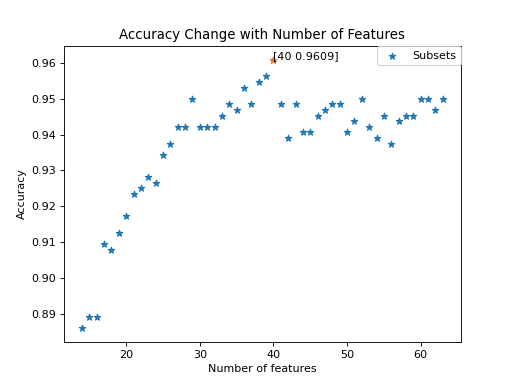 Accuracy Change with Number of Features
[40 0.9609]
Subsets
0.96
0.95
0.94
0.93
0.92
0.91
0.90
0.89
Accuracy
20 30 40 50 60
Number of features